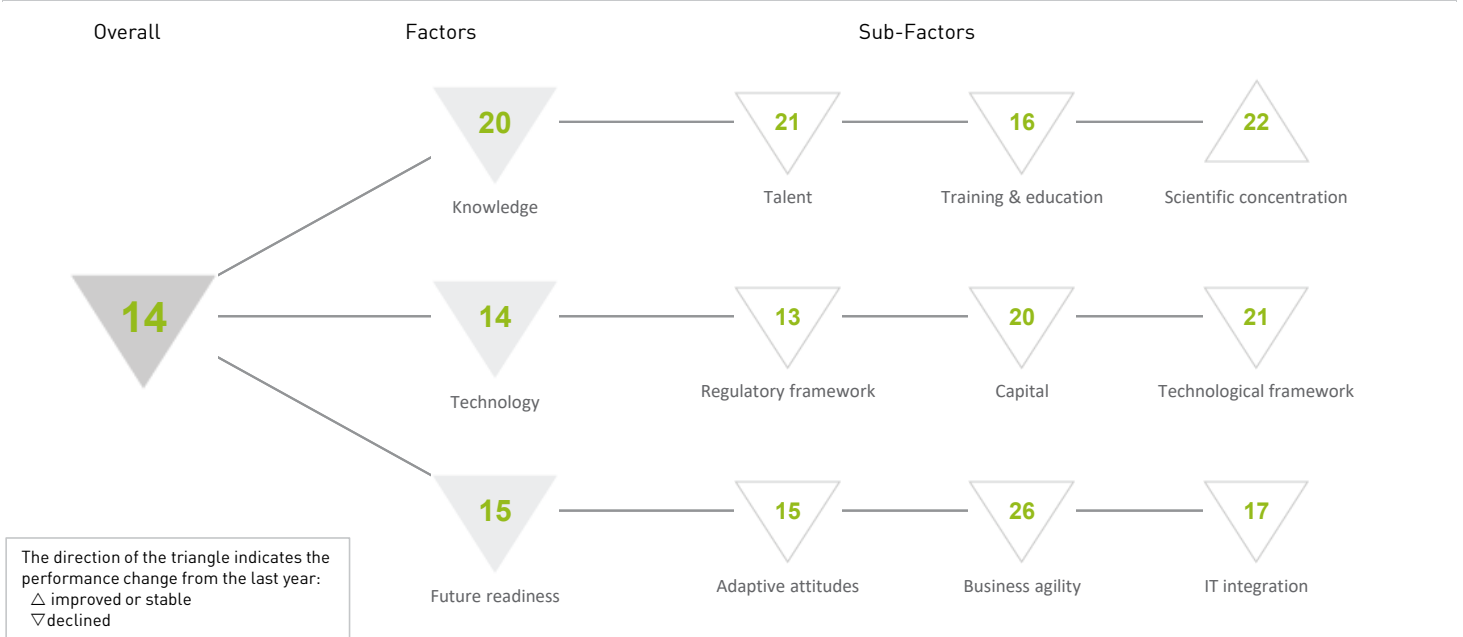 Overall Factors Sub-Factors
20 21 16 22
Knowledge Talent Training & education Scientific concentration
14 14 13 20 21
Technology Regulatory framework Capital Technological framework
15 15 26 17
Future readiness Adaptive attitudes Business agility IT integration
The direction of the triangle indicates the
performance change from the last year:
△ improved or stable
▽ declined